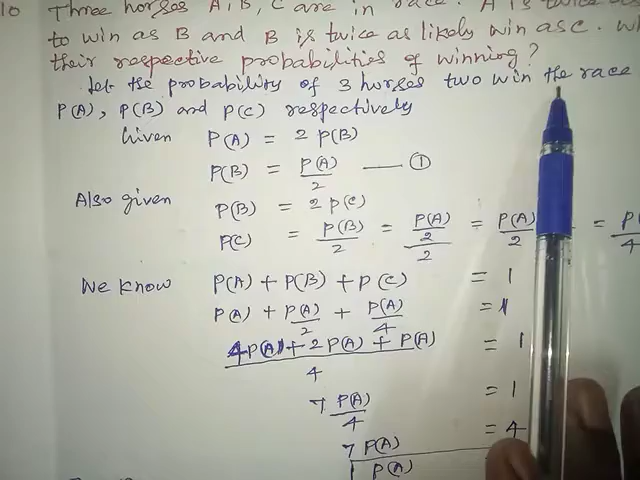 10 Three horses A, B, C are in race. A is twice as
to win as B and B is twice as likely win as C.
their respective probabilities of winning?
let the probability of 3 horses two win the race
P(A), P(B) and P(C) respectively
Given P(A) = 2 P(B)
P(B) = P(A)/2 —— ①
Also given P(B) = 2 P(C)
P(C) = P(B)/2 = P(A)/2/2 = P(A)/2 = P(A)/4
We know P(A) + P(B) + P(C) = 1
P(A) + P(A)/2 + P(A)/4 = 1
4P(A) + 2P(A) + P(A)/4 = 1
7 P(A)/4 = 1
7 P(A) = 4
P(A)